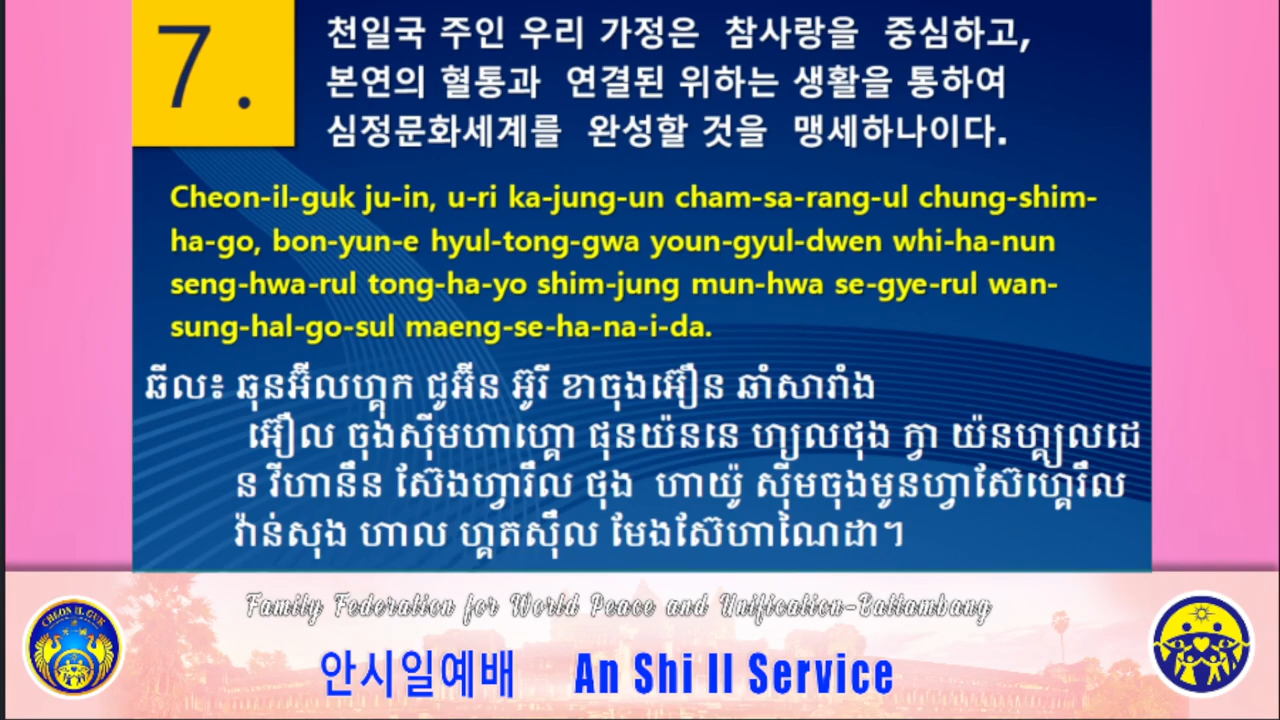 7.
천일국 주인 우리 가정은 참사랑을 중심하고,
본연의 혈통과 연결된 위하는 생활을 통하여
심정문화세계를 완성할 것을 맹세하나이다.
Cheon-il-guk ju-in, u-ri ka-jung-un cham-sa-rang-ul chung-shim-
ha-go, bon-yun-e hyul-tong-gwa youn-gyul-dwen whi-ha-nun
seng-hwa-rul tong-ha-yo shim-jung mun-hwa se-gye-rul wan-
sung-hal-go-sul maeng-se-ha-na-i-da.
ឆីល៖ ឆុនអ៊ីលហ្គុក ជូអ៊ីន អ៊ូរី ខាចុងអឿន ឆាំសារ៉ាំង
អឿល ចុងស៊ីមហាហ្គោ ផុនយ៉ននេ ហ្យលថុង ក្វា យ៉នហ្គ្យលដេ
ន វីហានឹន ស៊ែងហ្វារឹល ថុង ហាយ៉ូ ស៊ីមចុងមូនហ្វាស៊ែហ្គេរឹល
វ៉ាន់សុង ហាល ហ្គតស៊ឹល មែងស៊ែហាណៃដា។
CHEON IL GUK
Family Federation for World Peace and Unification-Battambang
안시일예배 An Shi Il Service